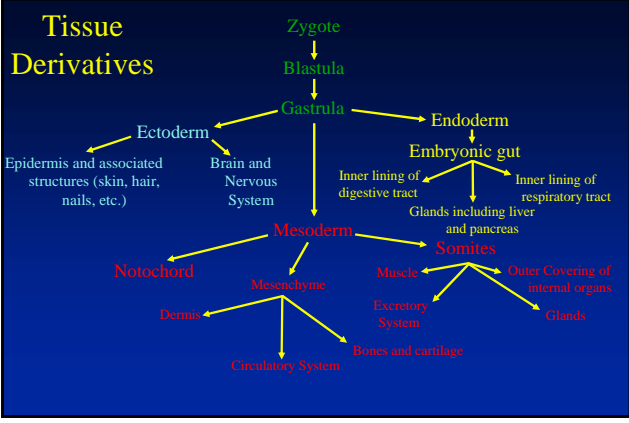 Tissue
Derivatives
Zygote
Blastula
Gastrula
Ectoderm
Endoderm
Epidermis and associated
structures (skin, hair,
nails, etc.)
Brain and
Nervous
System
Embryonic gut
Inner lining of
digestive tract
Glands including liver
and pancreas
Inner lining of
respiratory tract
Mesoderm
Notochord
Mesenchyme
Somites
Dermis
Circulatory System
Bones and cartilage
Muscle
Excretory
System
Outer Covering of
internal organs
Glands